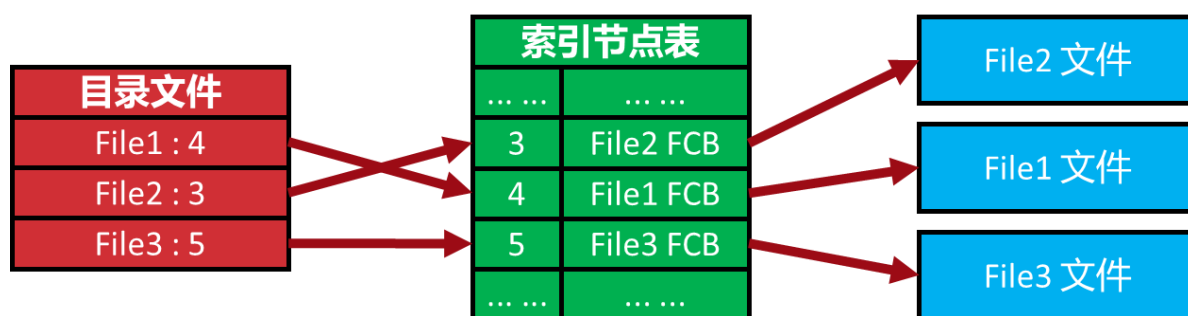 目录文件
File1 : 4
File2 : 3
File3 : 5
索引节点表
... ... ... ...
3 File2 FCB
4 File1 FCB
5 File3 FCB
... ... ... ...
File2 文件
File1 文件
File3 文件